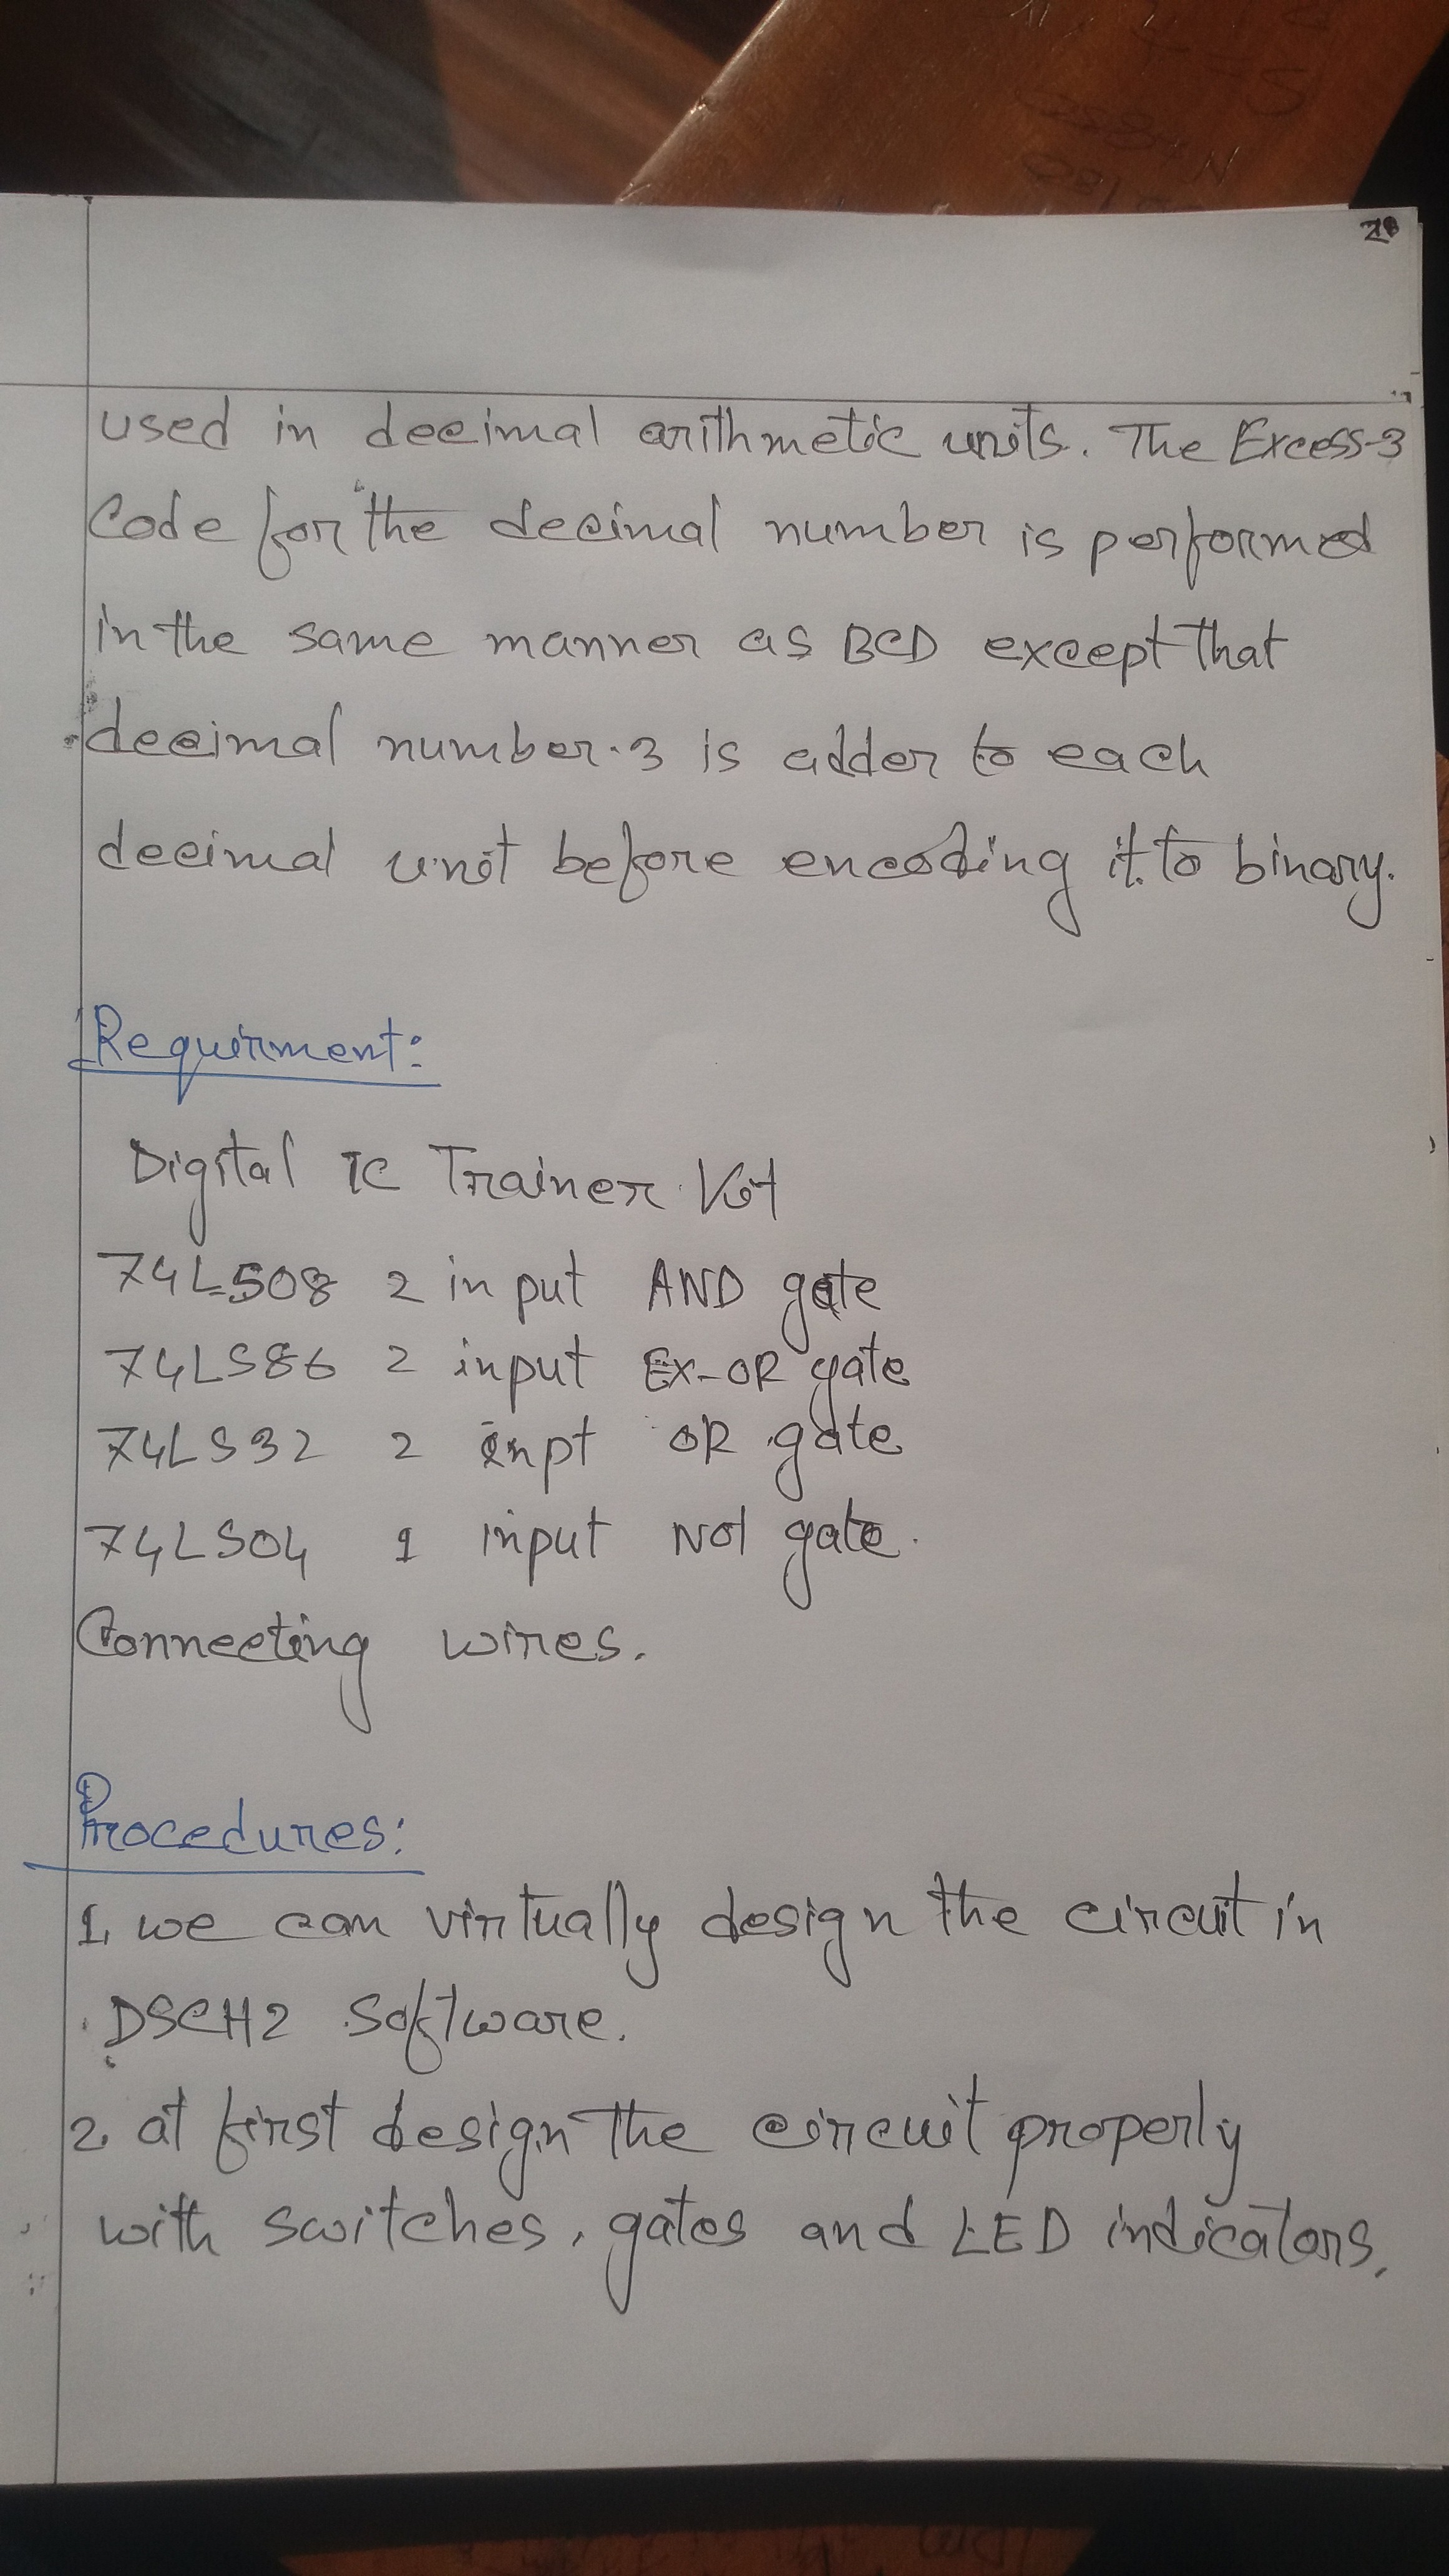 used in decimal arithmetic units. The Excess-3
Code for the decimal number is performed
in the same manner as BCD except that
decimal number 3 is adder to each
decimal unit before encoding it to binary.
Requirment:
Digital IC Trainer Kit
74LS08 2 input AND gate
74LS86 2 input EX-OR gate
74LS32 2 inpt OR gate
74LS04 1 input Not gate.
Connecting wires.
Procedures:
1, we can virtually design the circuit in
DSCH2 Software.
2, at first design the circuit properly
with switches, gates and LED indicators,